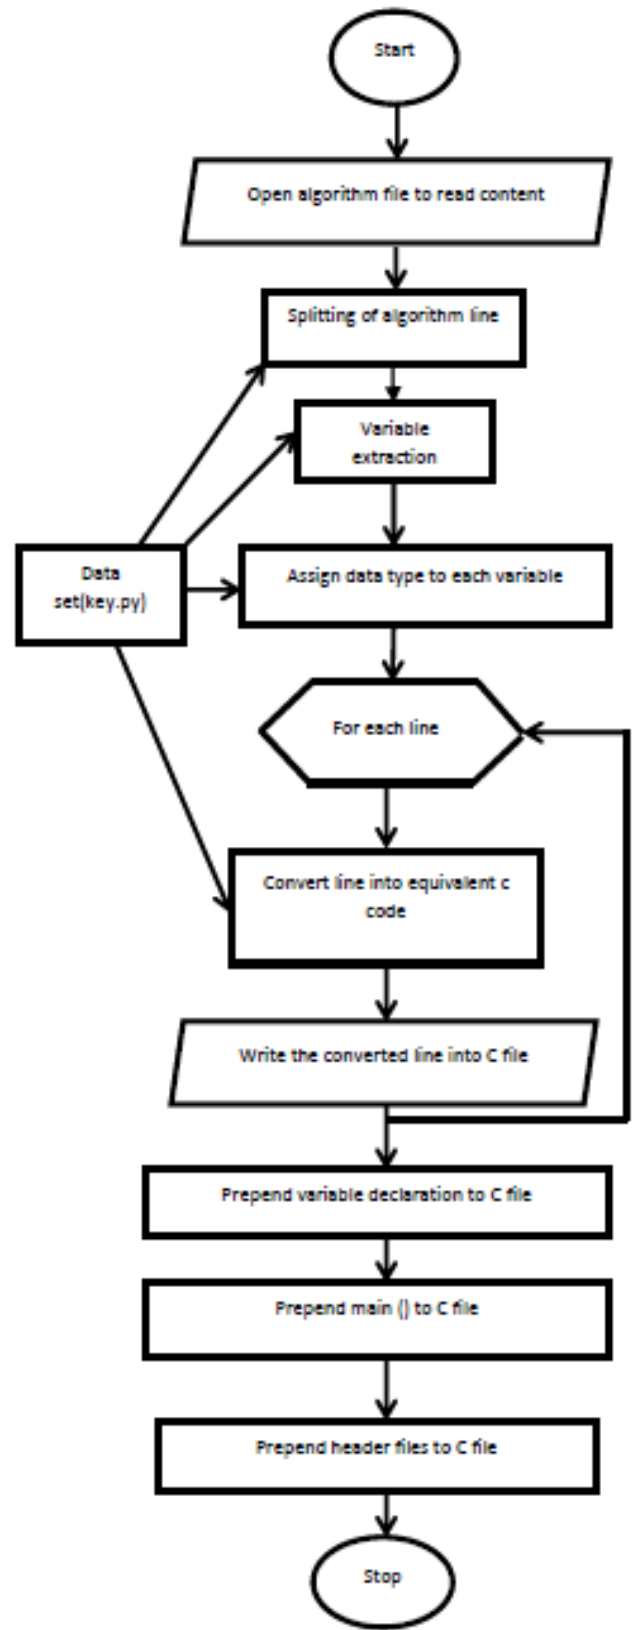 Start
Open algorithm file to read content
Splitting of algorithm line
Variable
extraction
Data
set(key.py)
Assign data type to each variable
For each line
Convert line into equivalent c
code
Write the converted line into C file
Prepend variable declaration to C file
Prepend main () to C file
Prepend header files to C file
Stop